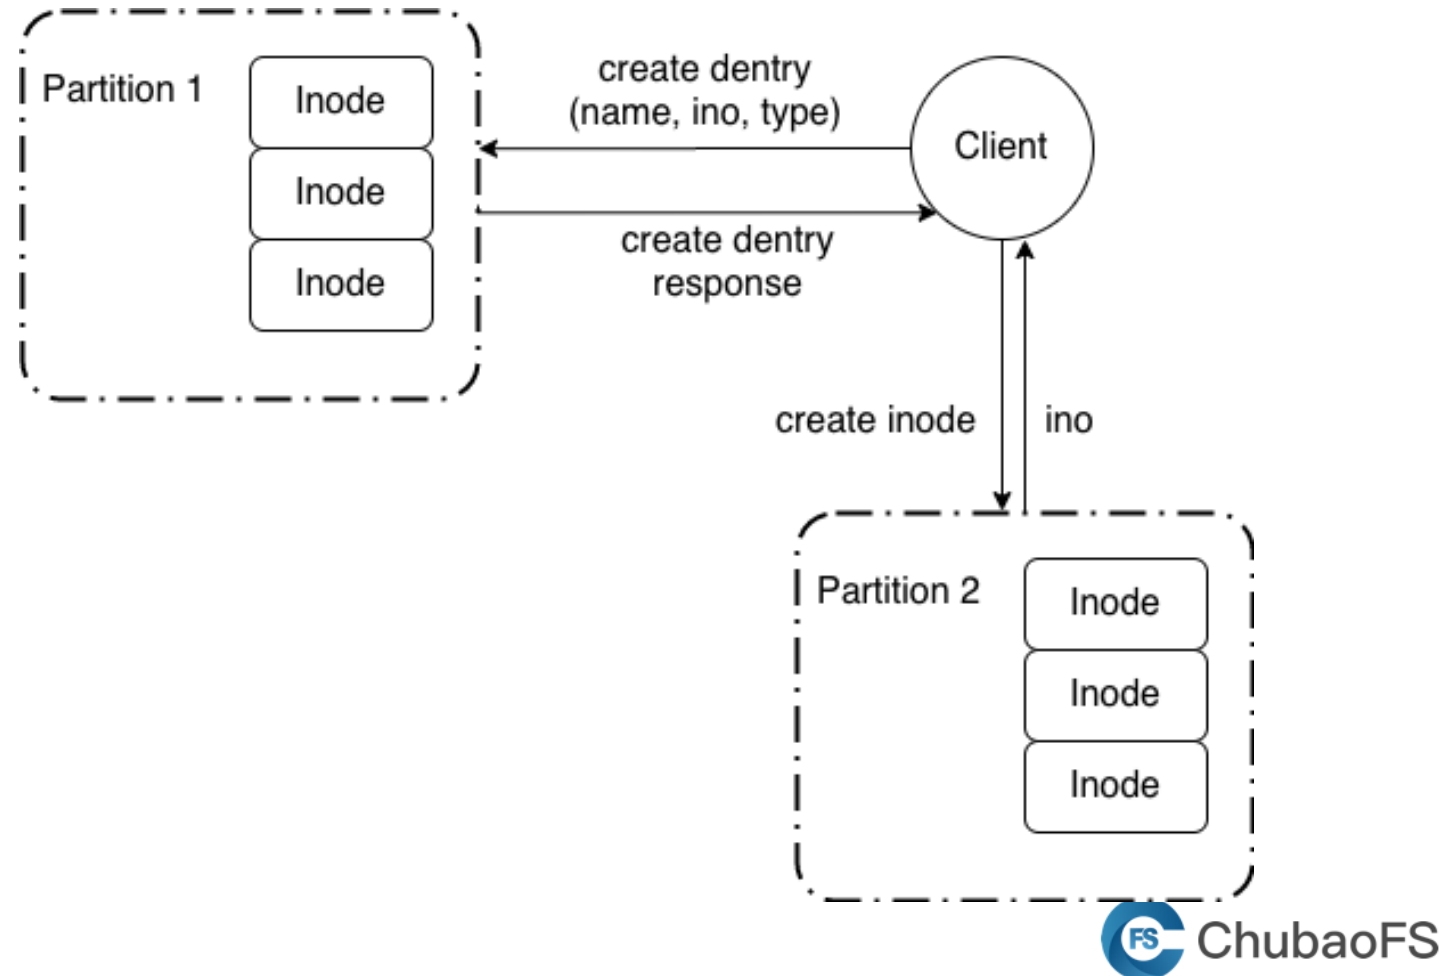 Partition 1
Inode
Inode
Inode
create dentry
(name, ino, type)
Client
create dentry
response
create inode
ino
Partition 2
Inode
Inode
Inode
FS
ChubaoFS